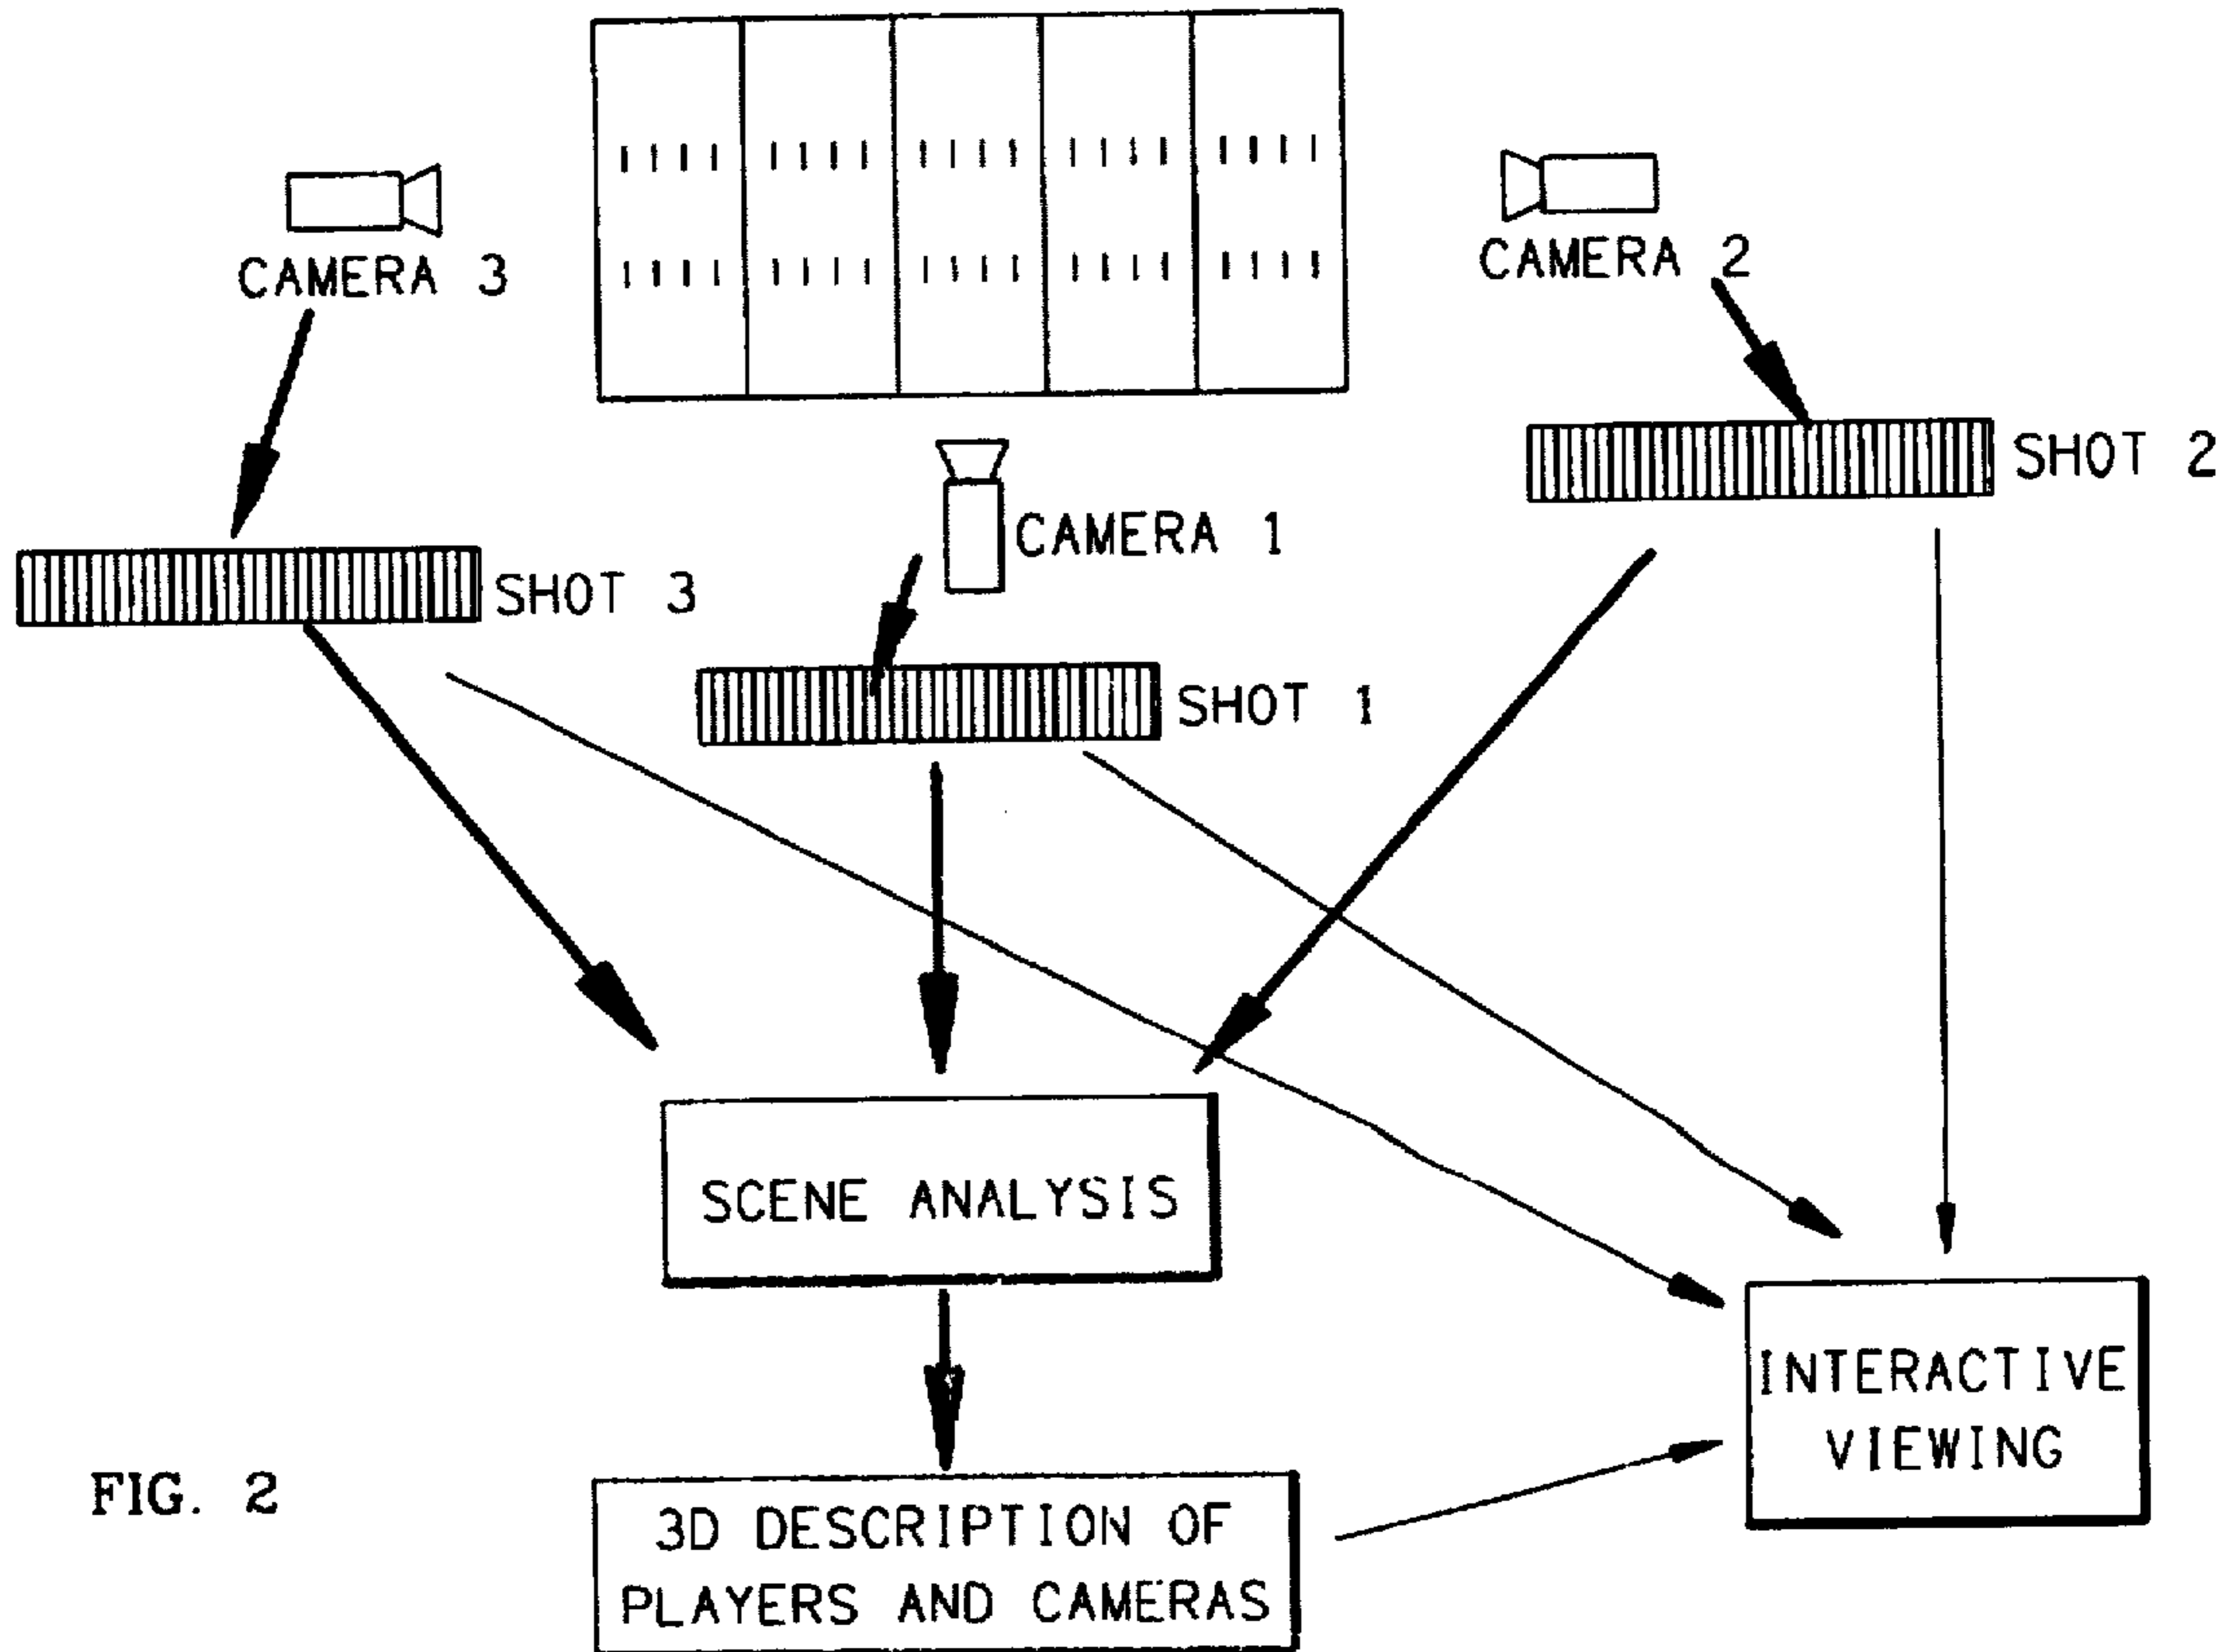 CAMERA 3
CAMERA 2
SHOT 2
CAMERA 1
SHOT 3
SHOT 1
SCENE ANALYSIS
INTERACTIVE
VIEWING
3D DESCRIPTION OF
PLAYERS AND CAMERAS
FIG. 2